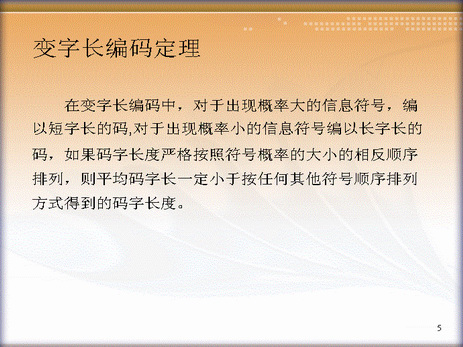 变字长编码定理
在变字长编码中，对于出现概率大的信息符号，编
以短字长的码,对于出现概率小的信息符号编以长字长的
码，如果码字长度严格按照符号概率的大小的相反顺序
排列，则平均码字长一定小于按任何其他符号顺序排列
方式得到的码字长度。
5